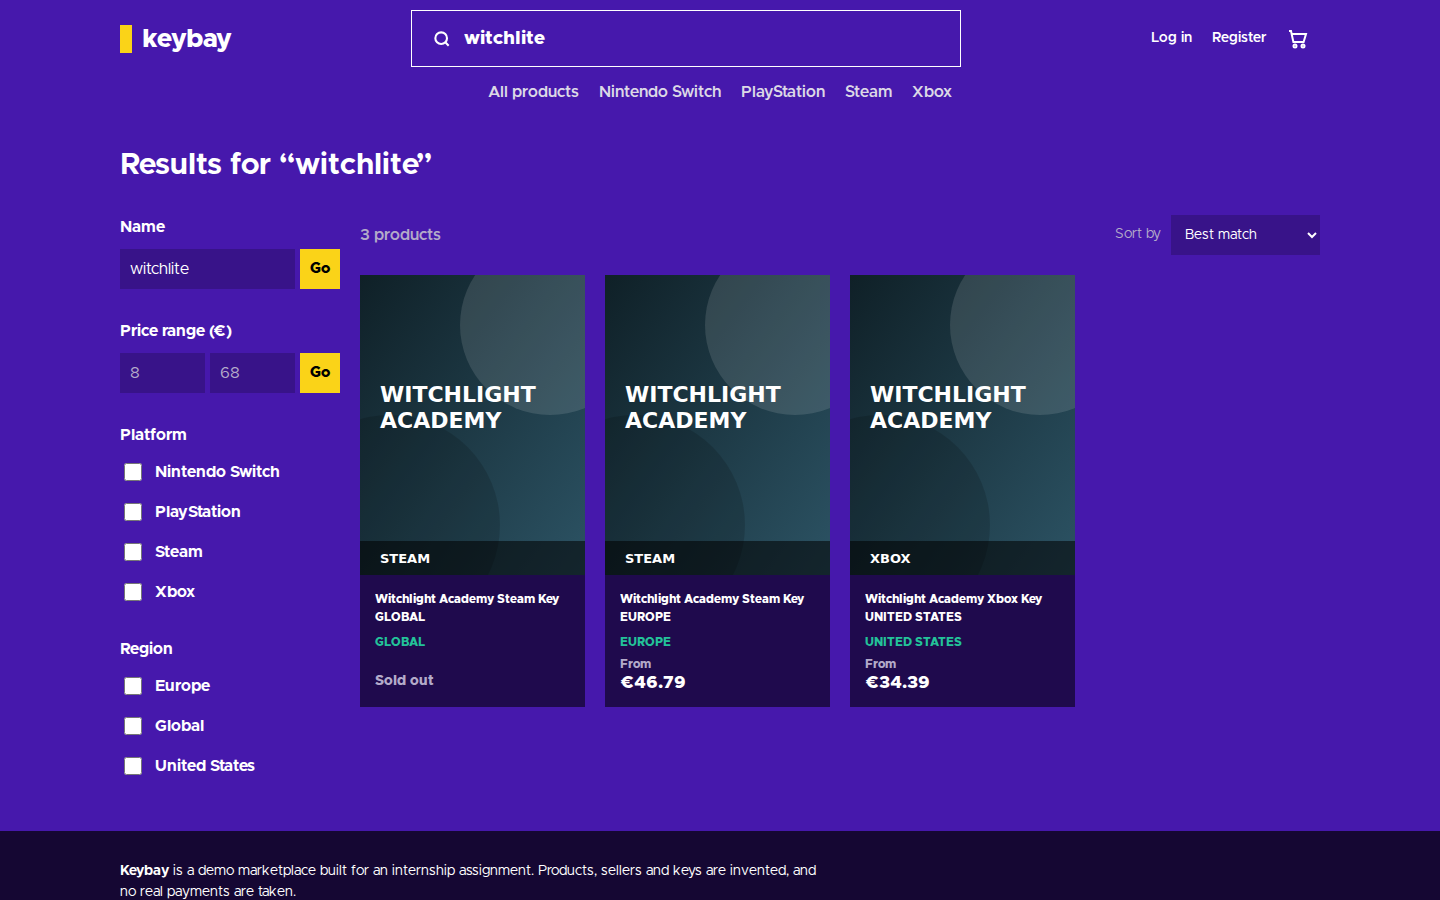 keybay
witchlite
Log in
Register
All products
Nintendo Switch
PlayStation
Steam
Xbox
Results for “witchlite”
Name
witchlite
Go
Price range (€)
8
68
Go
Platform
Nintendo Switch
PlayStation
Steam
Xbox
Region
Europe
Global
United States
3 products
Sort by
Best match
WITCHLIGHT
ACADEMY
STEAM
Witchlight Academy Steam Key
GLOBAL
GLOBAL
Sold out
WITCHLIGHT
ACADEMY
STEAM
Witchlight Academy Steam Key
EUROPE
EUROPE
From
€46.79
WITCHLIGHT
ACADEMY
XBOX
Witchlight Academy Xbox Key
UNITED STATES
UNITED STATES
From
€34.39
Keybay is a demo marketplace built for an internship assignment. Products, sellers and keys are invented, and
no real payments are taken.